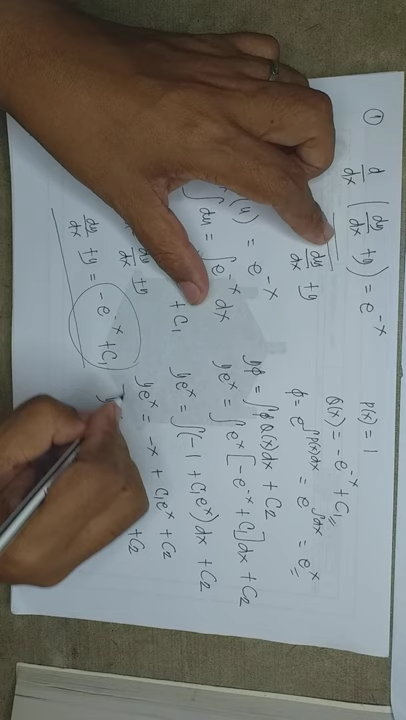 ①
d/dx (dy/dx + y) = e^-x
dy/dx + y
(u) = e^-x
∫ du = ∫ e^-x dx
+ C₁
dy/dx + y
dy/dx + y = -e^-x + C₁
P(x) = 1
Q(x) = -e^-x + C₁
ϕ = e^∫P(x)dx = e^∫dx = e^x
yϕ = ∫ϕ Q(x)dx + C₂
ye^x = ∫ e^x [-e^-x + C₁]dx + C₂
ye^x = ∫(-1 + C₁e^x)dx + C₂
ye^x = -x + C₁e^x + C₂
+ C₂